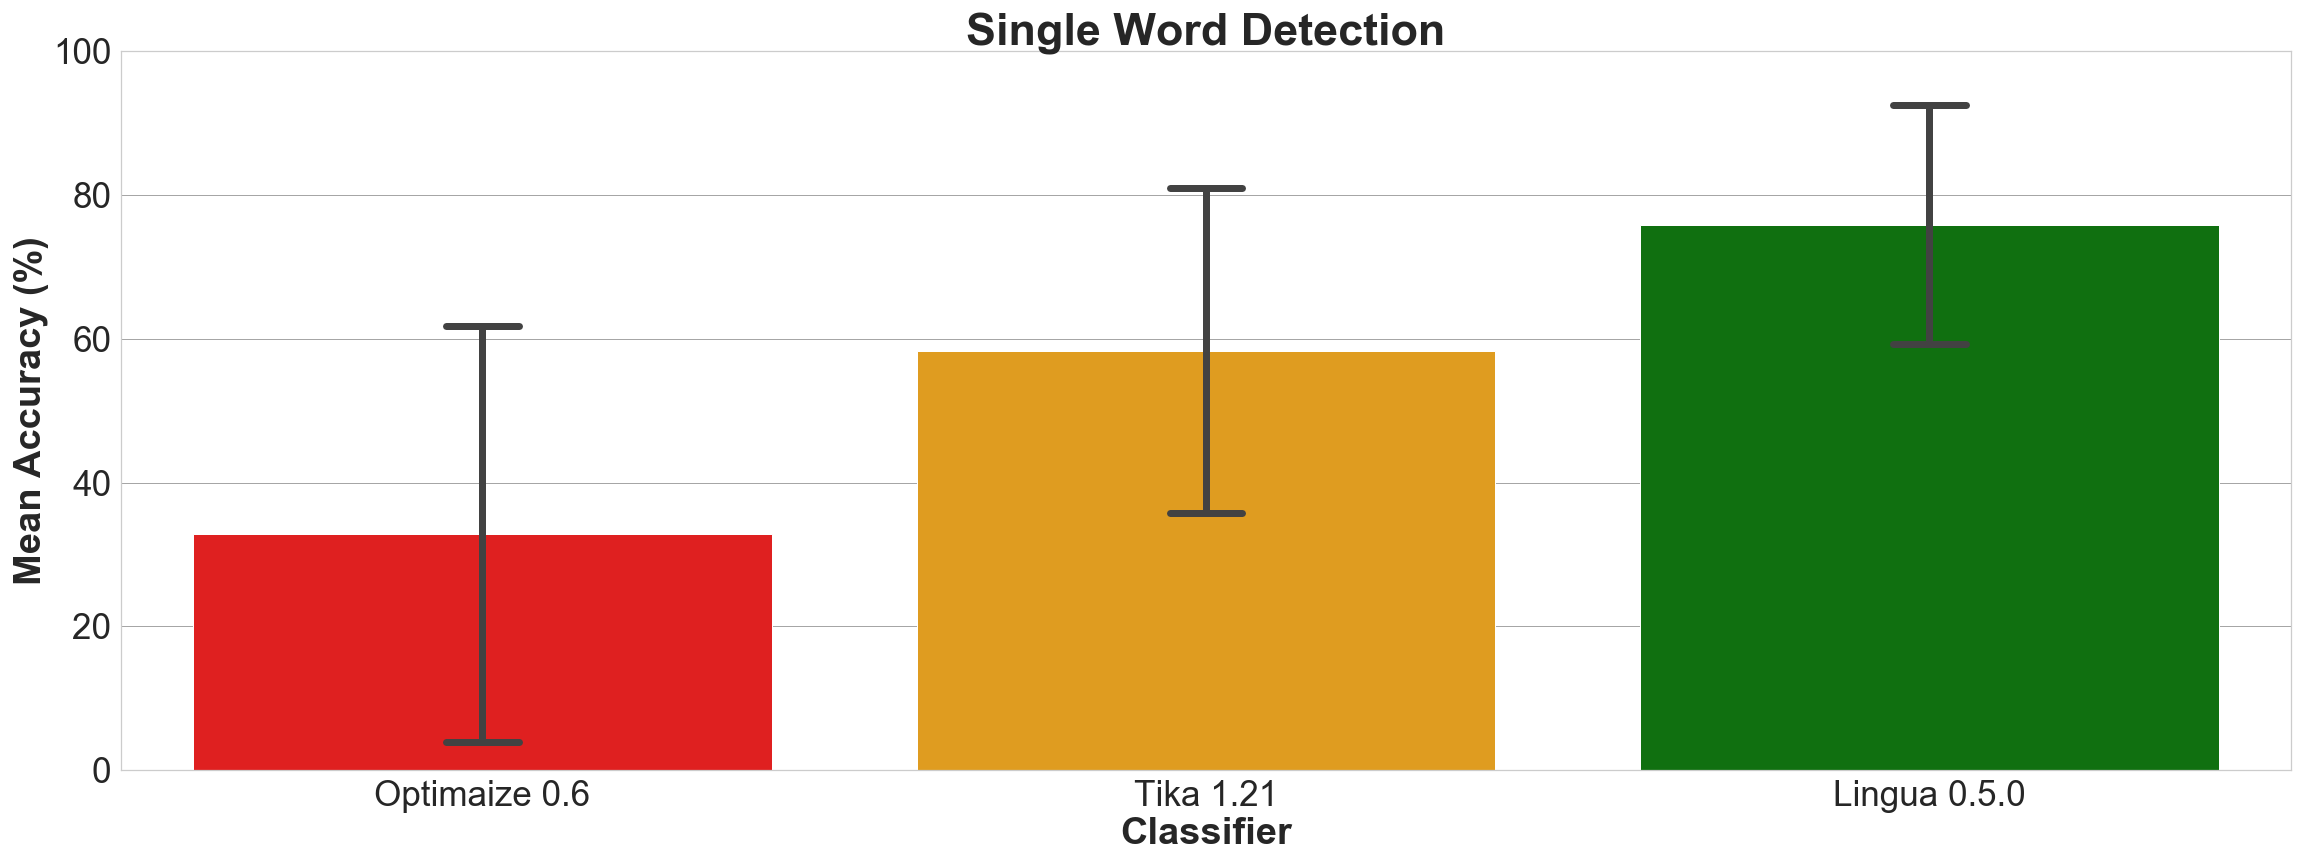 Single Word Detection
Mean Accuracy (%)
100
80
60
40
20
0
Optimaize 0.6
Tika 1.21
Lingua 0.5.0
Classifier